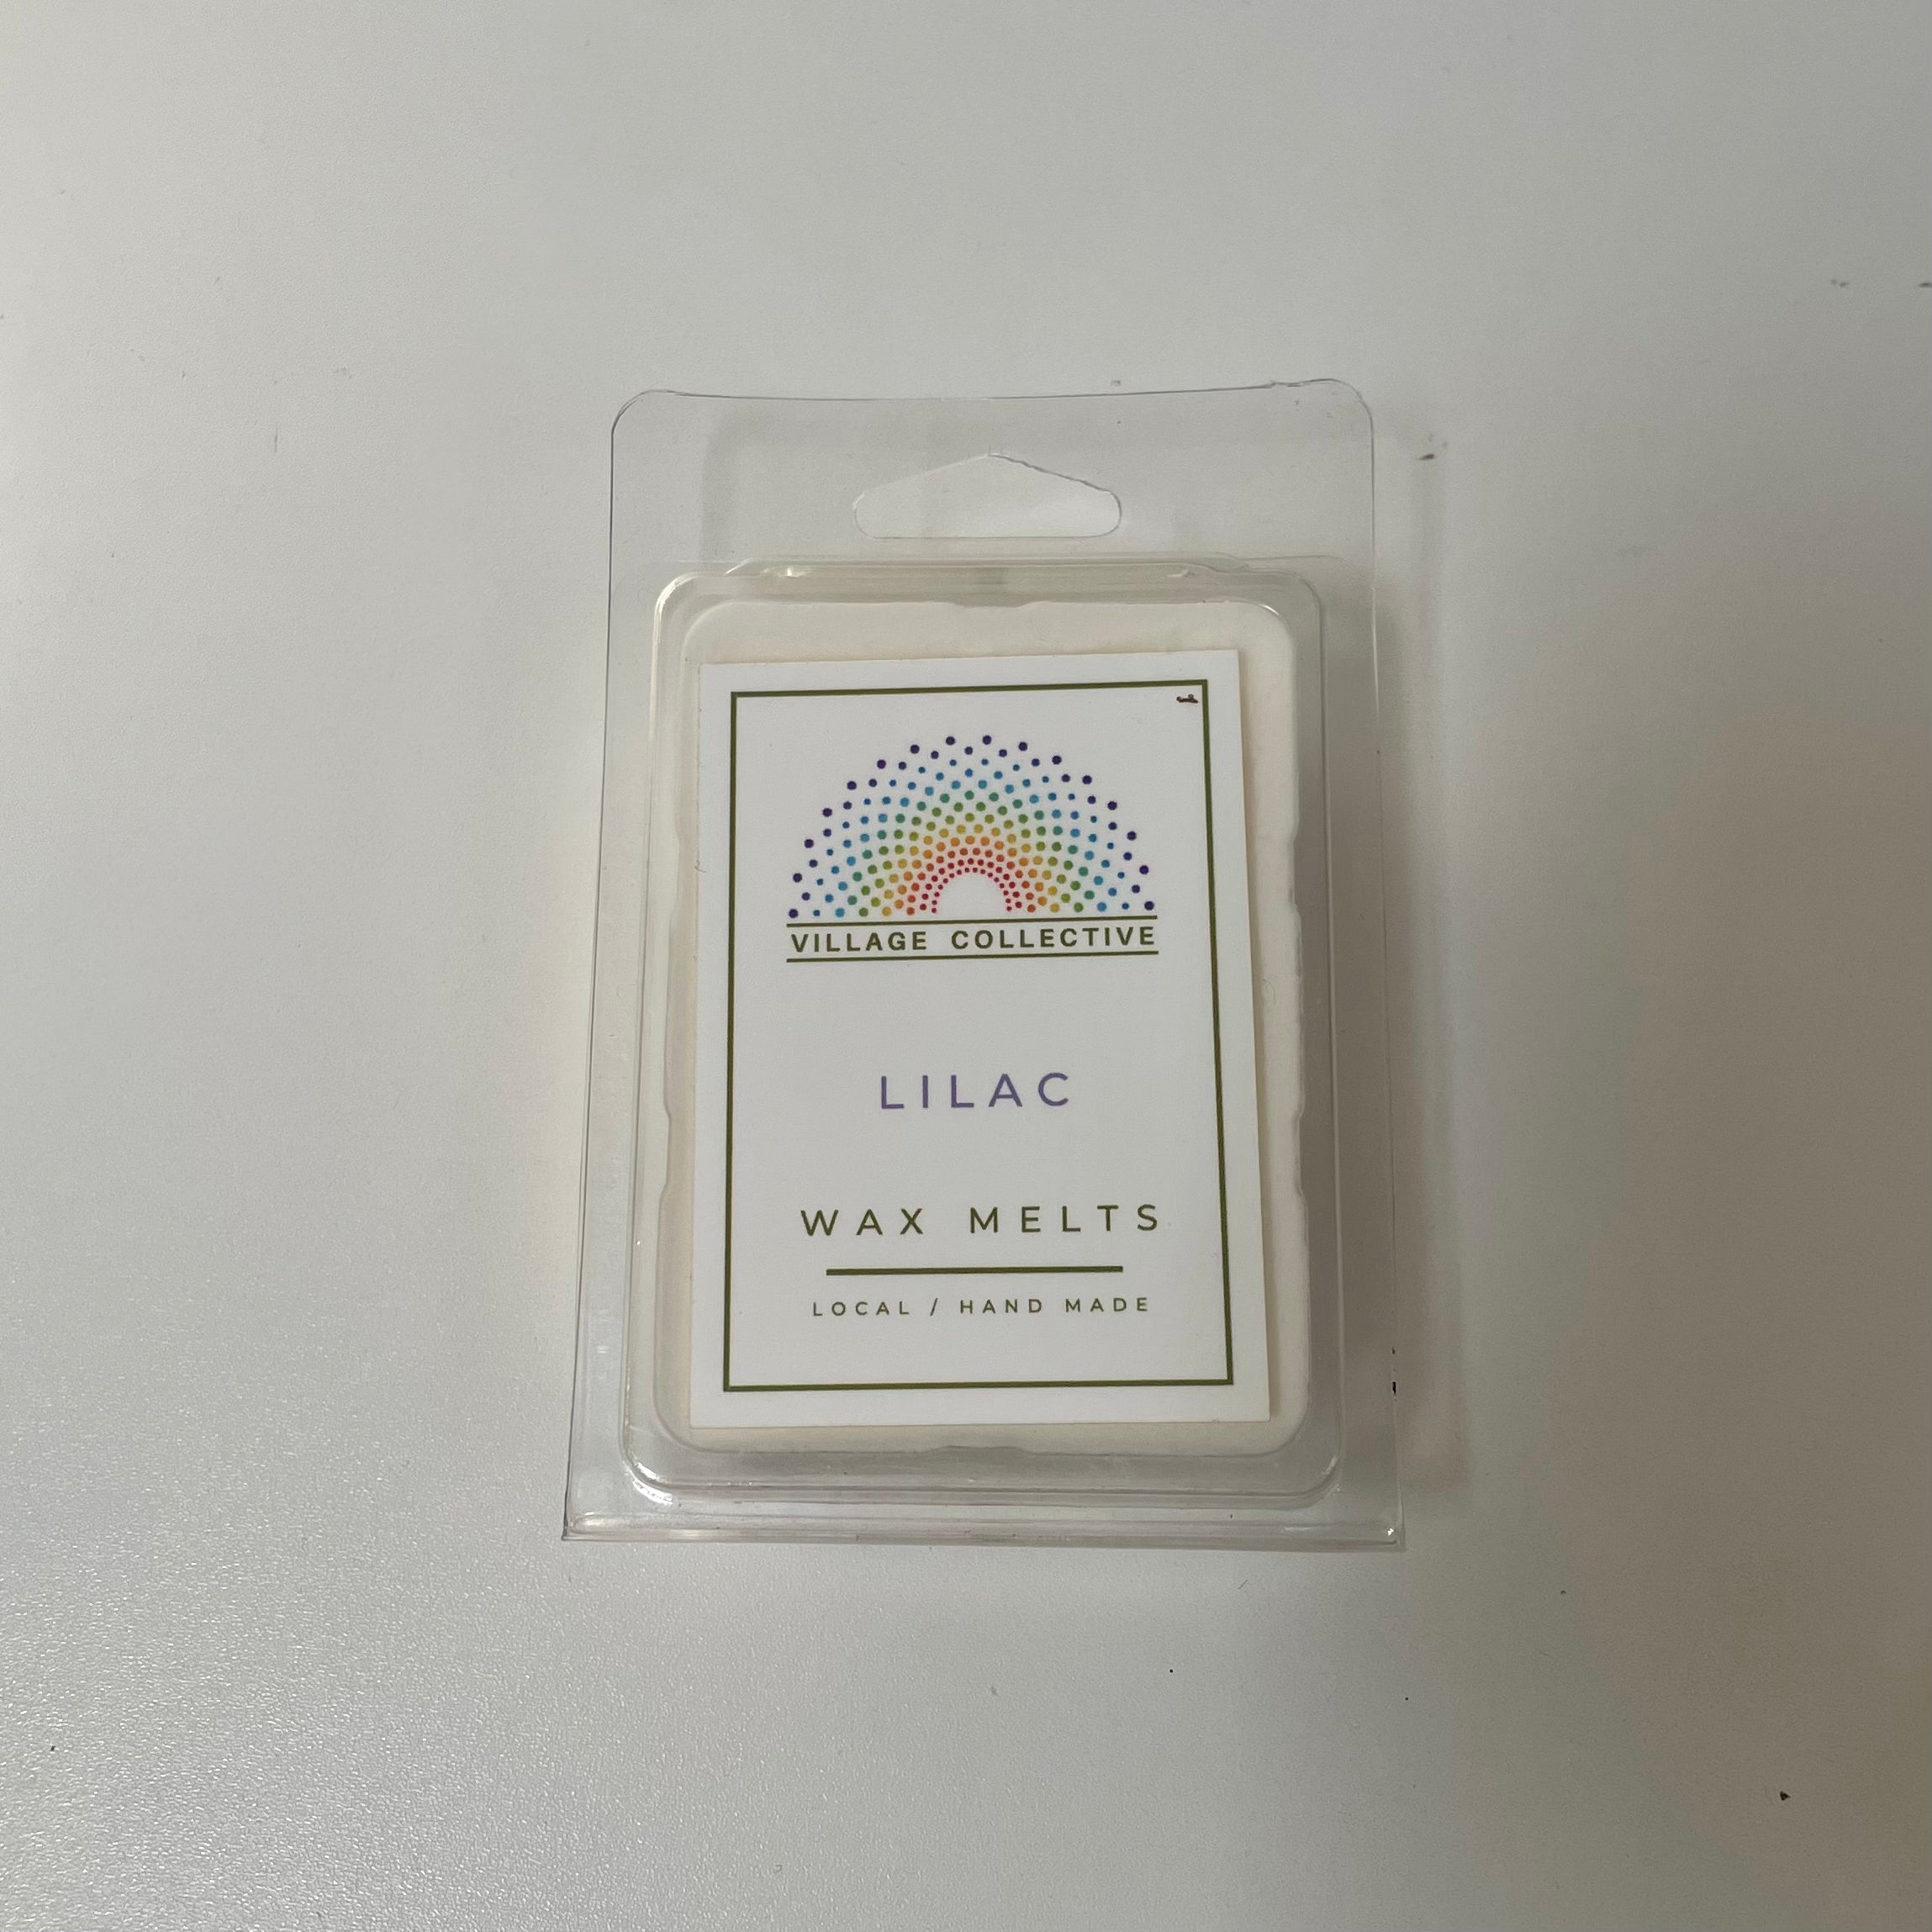 VILLAGE COLLECTIVE
LILAC
WAX MELTS
LOCAL / HAND MADE